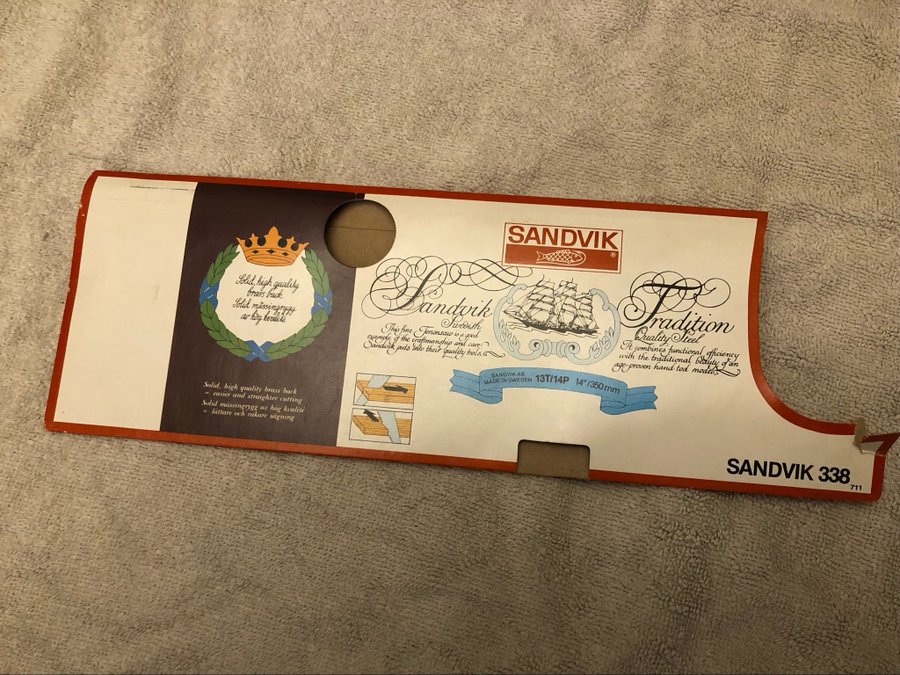 Solid, high quality
brass back
Solid mässingrygg
av hög kvalité
Solid, high quality brass back
– easier and straighter cutting
Solid mässingrygg av hög kvalité
– lättare och rakare sågning
SANDVIK
®
Sandvik
Swedish
This fine Tenonsaw is a good
example of the craftmanship and care
Sandvik puts into their quality tools.
Tradition
Quality Steel
It combines functional efficiency
with the traditional beauty of an
age-proven hand tool model.
SANDVIK AB
MADE IN SWEDEN 13T/14P 14"/350 mm
SANDVIK 338
711